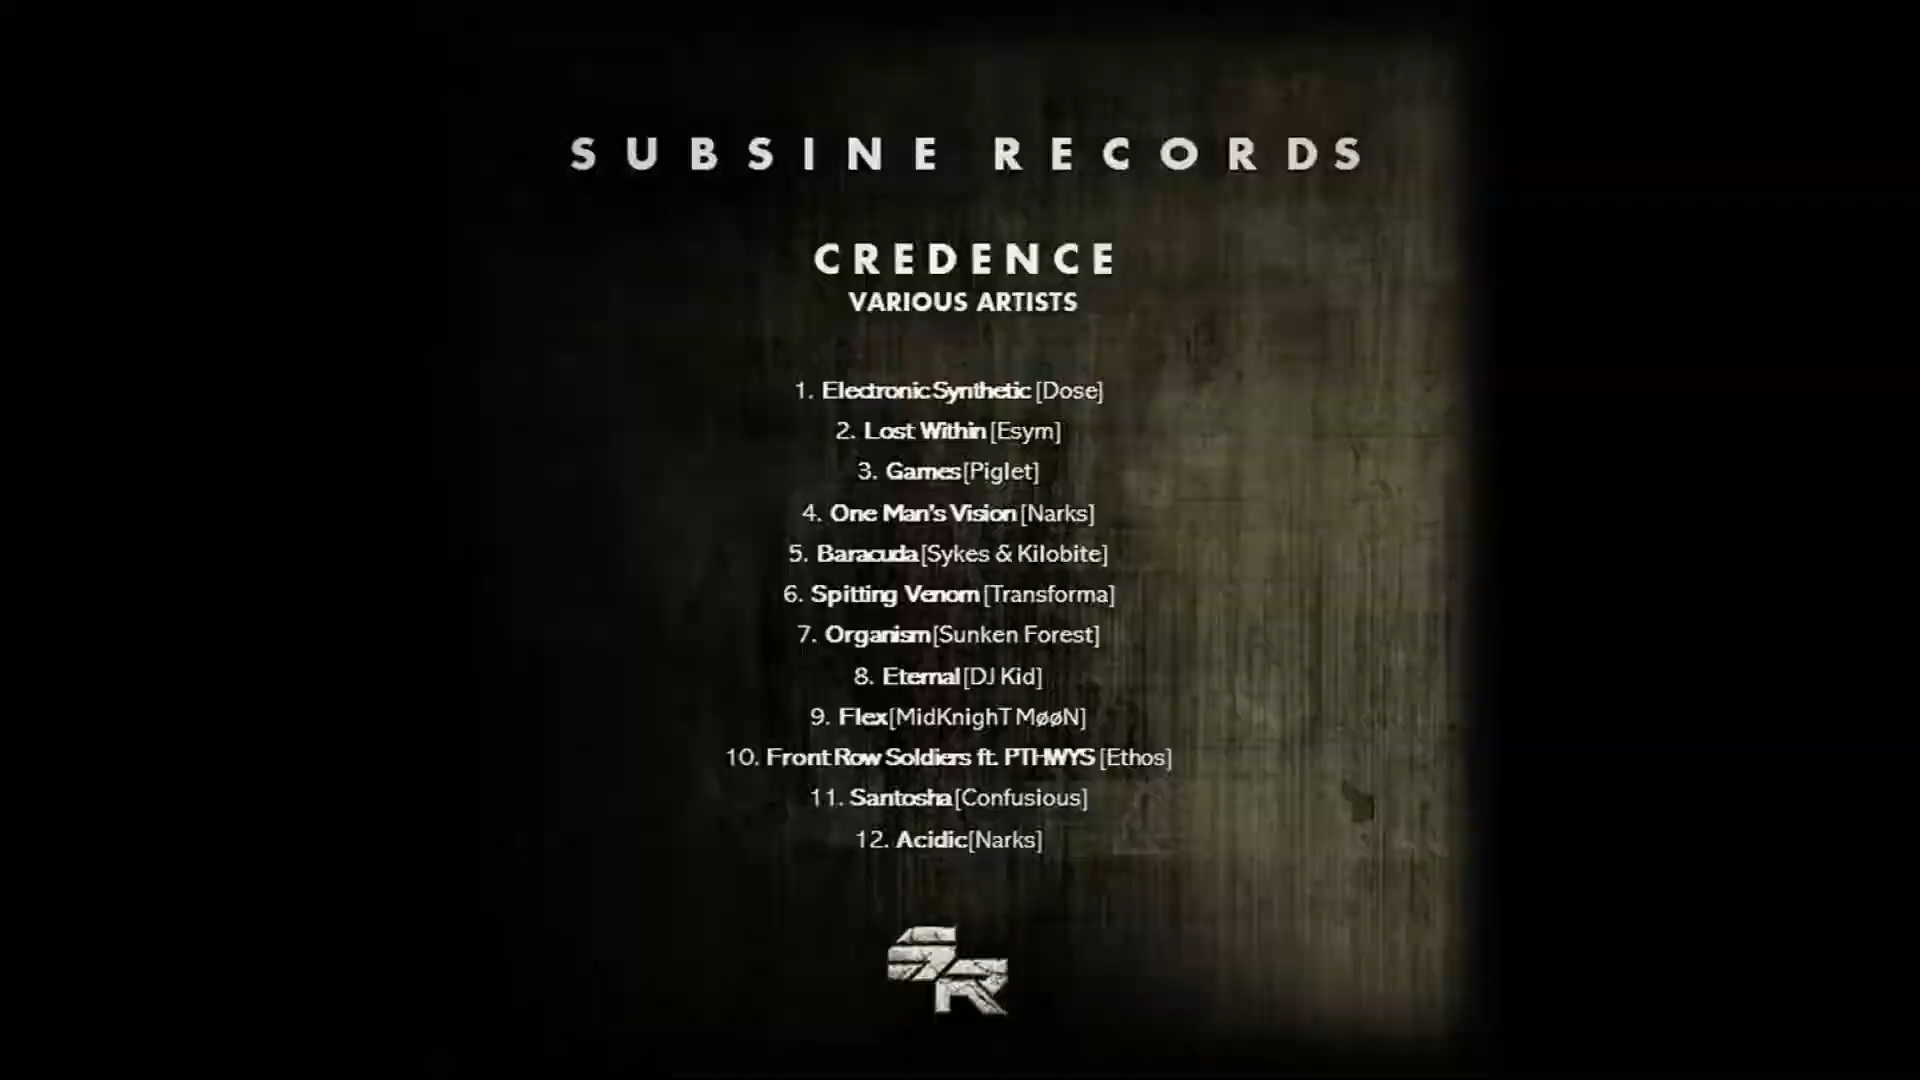 SUBSINE RECORDS
CREDENCE
VARIOUS ARTISTS
1. Electronic Synthetic [Dose]
2. Lost Within [Esym]
3. Games [Piglet]
4. One Man's Vision [Narks]
5. Baracuda [Sykes & Kilobite]
6. Spitting Venom [Transforma]
7. Organism [Sunken Forest]
8. Eternal [DJ Kid]
9. Flex [MidKnighT MøøN]
10. Front Row Soldiers ft. PTHWYS [Ethos]
11. Santosha [Confusious]
12. Acidic [Narks]
SR